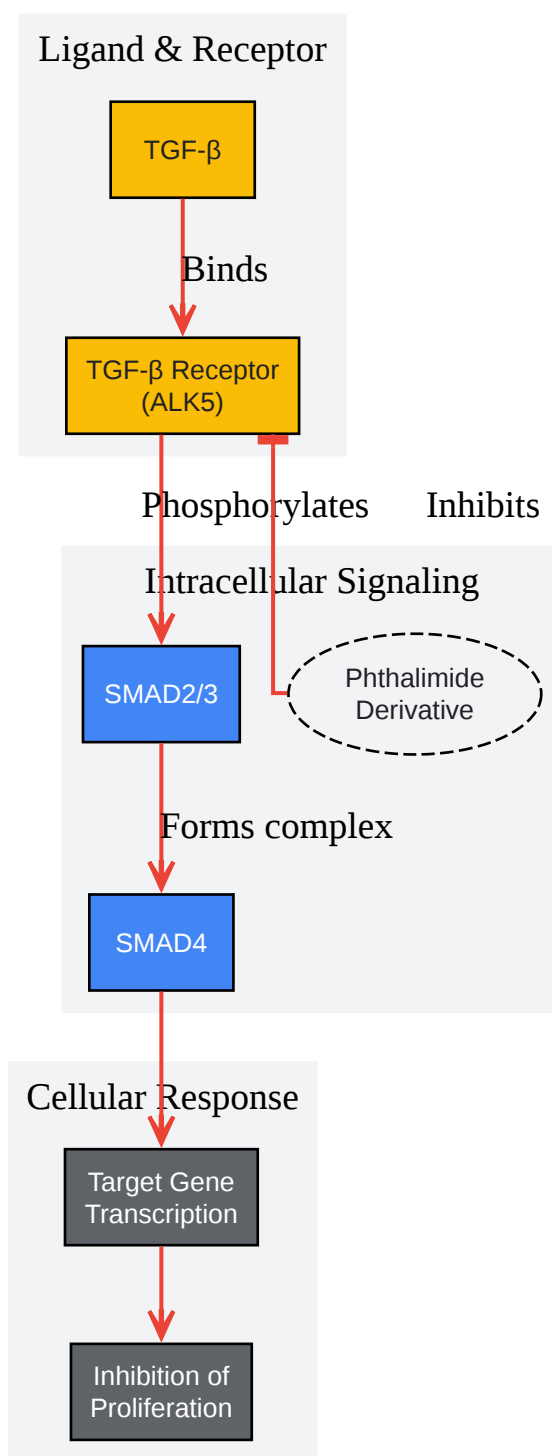 Ligand & Receptor
TGF-β
Binds
TGF-β Receptor
(ALK5)
Phosphorylates
Inhibits
Intracellular Signaling
SMAD2/3
Phthalimide
Derivative
Forms complex
SMAD4
Cellular Response
Target Gene
Transcription
Inhibition of
Proliferation